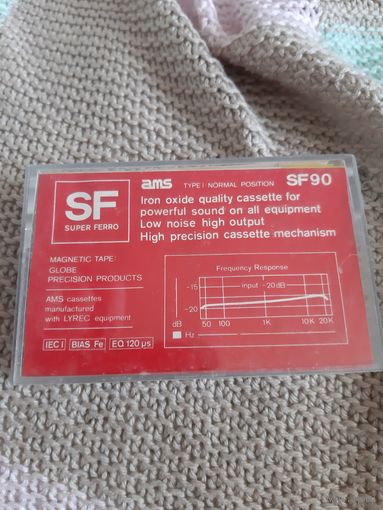 SF
SUPER FERRO
ams TYPE I NORMAL POSITION SF90
Iron oxide quality cassette for
powerful sound on all equipment
Low noise high output
High precision cassette mechanism
MAGNETIC TAPE:
GLOBE
PRECISION PRODUCTS
AMS cassettes
manufactured
with LYREC equipment
IEC I BIAS Fe EQ 120 µs
Frequency Response
-15
input -20dB
-20
dB 50 100 1K 10K 20K
Hz